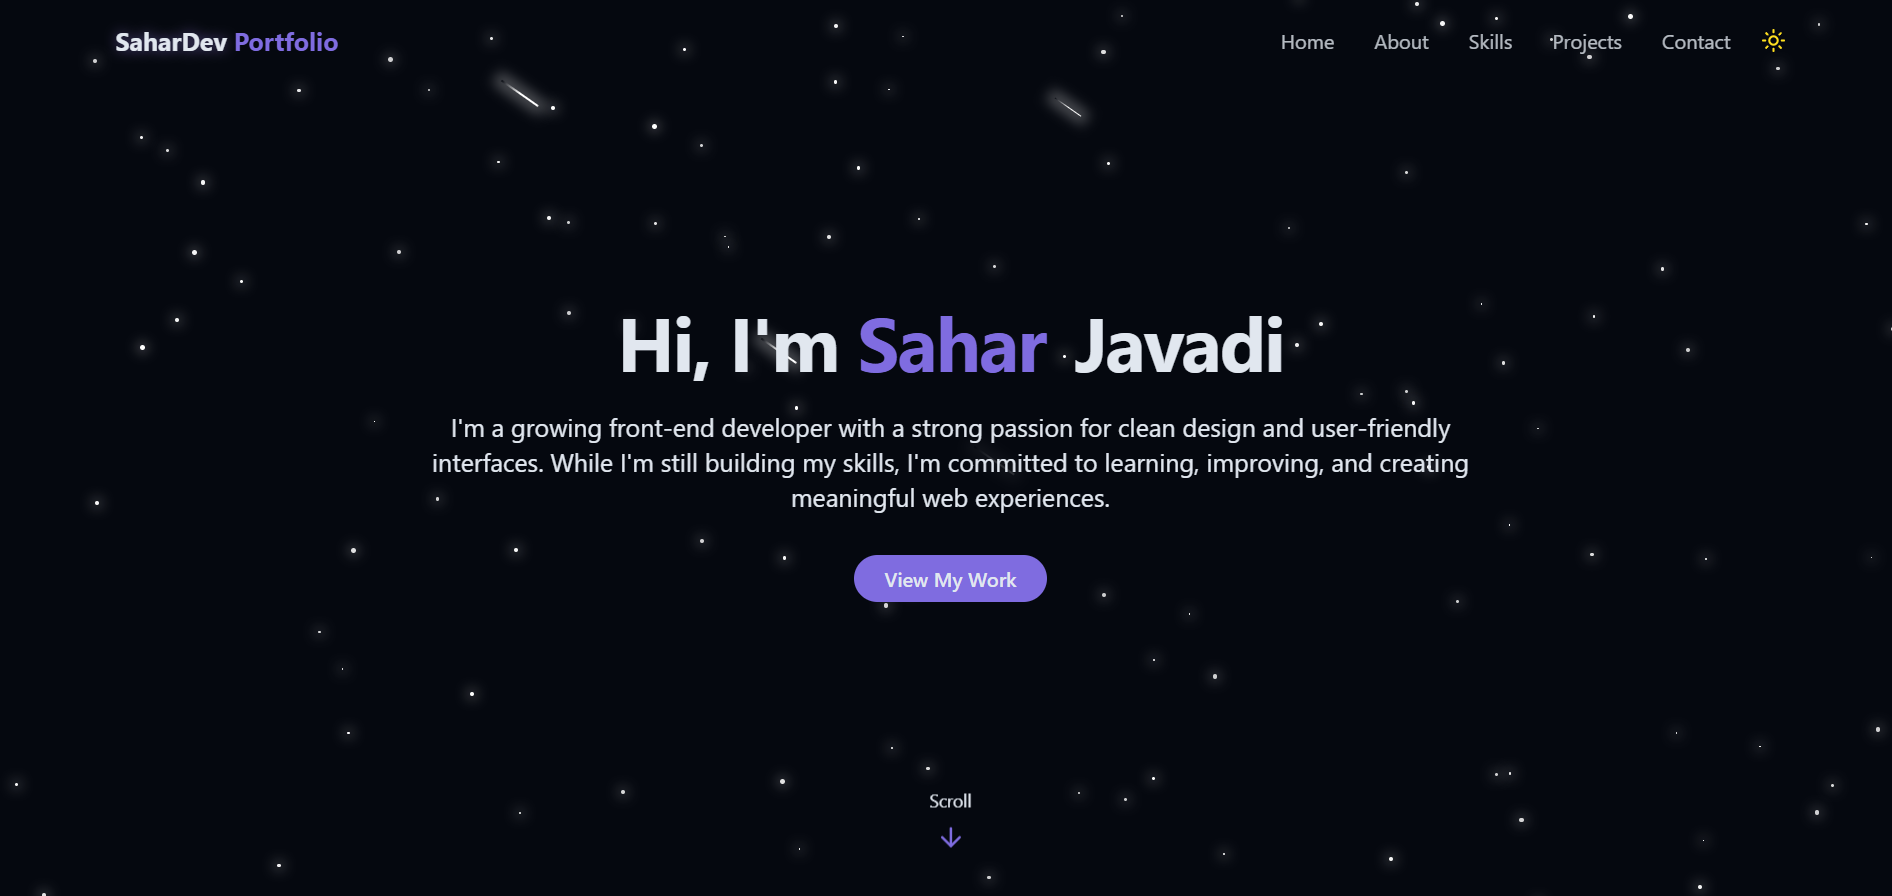 SaharDev Portfolio
Home About Skills Projects Contact
Hi, I'm Sahar Javadi
I'm a growing front-end developer with a strong passion for clean design and user-friendly
interfaces. While I'm still building my skills, I'm committed to learning, improving, and creating
meaningful web experiences.
View My Work
Scroll